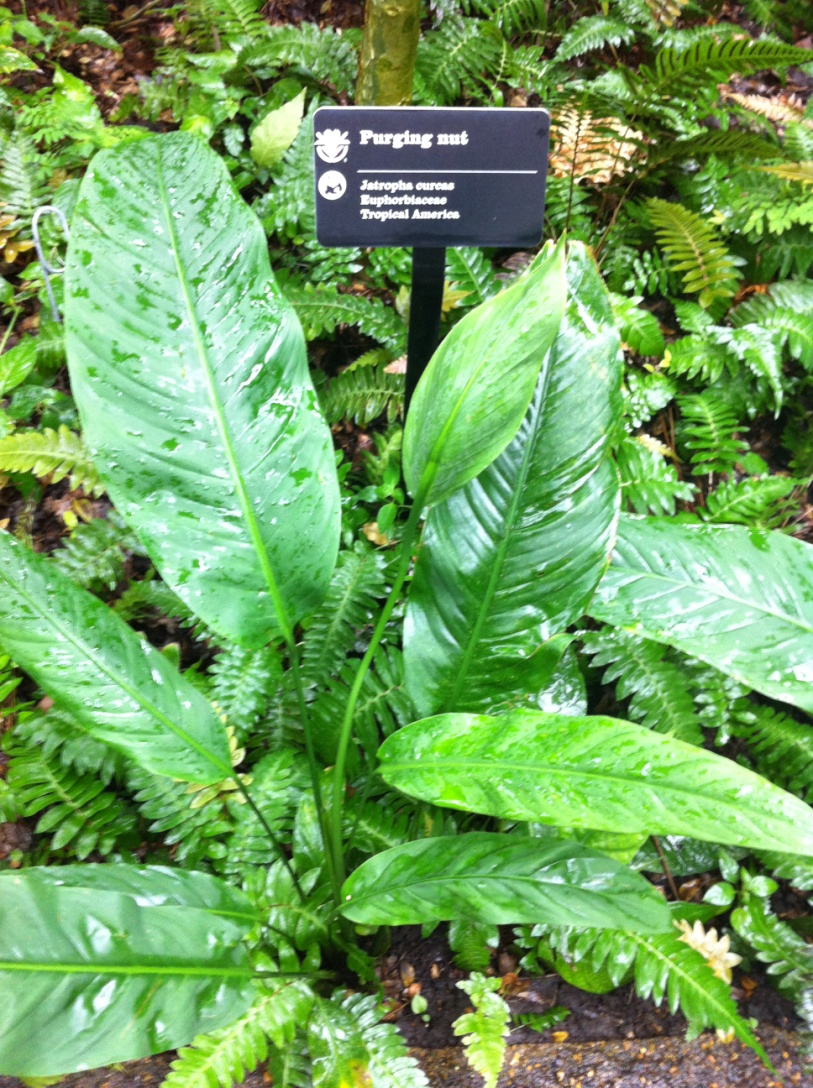 Purging nut
Jatropha curcas
Euphorbiaceae
Tropical America